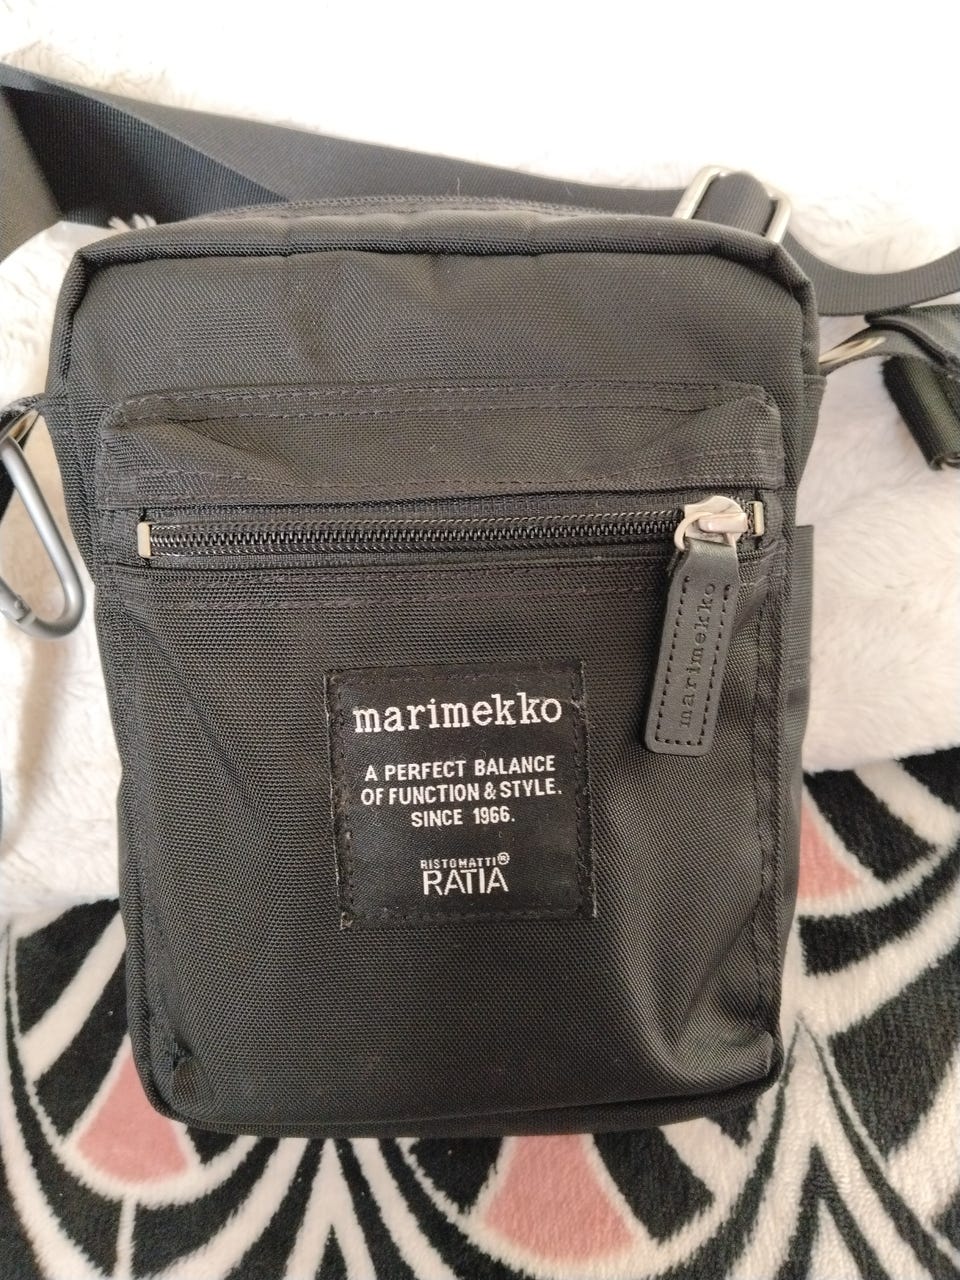 marimekko
marimekko
A PERFECT BALANCE
OF FUNCTION & STYLE.
SINCE 1966.
RISTOMATTI®
RATIA